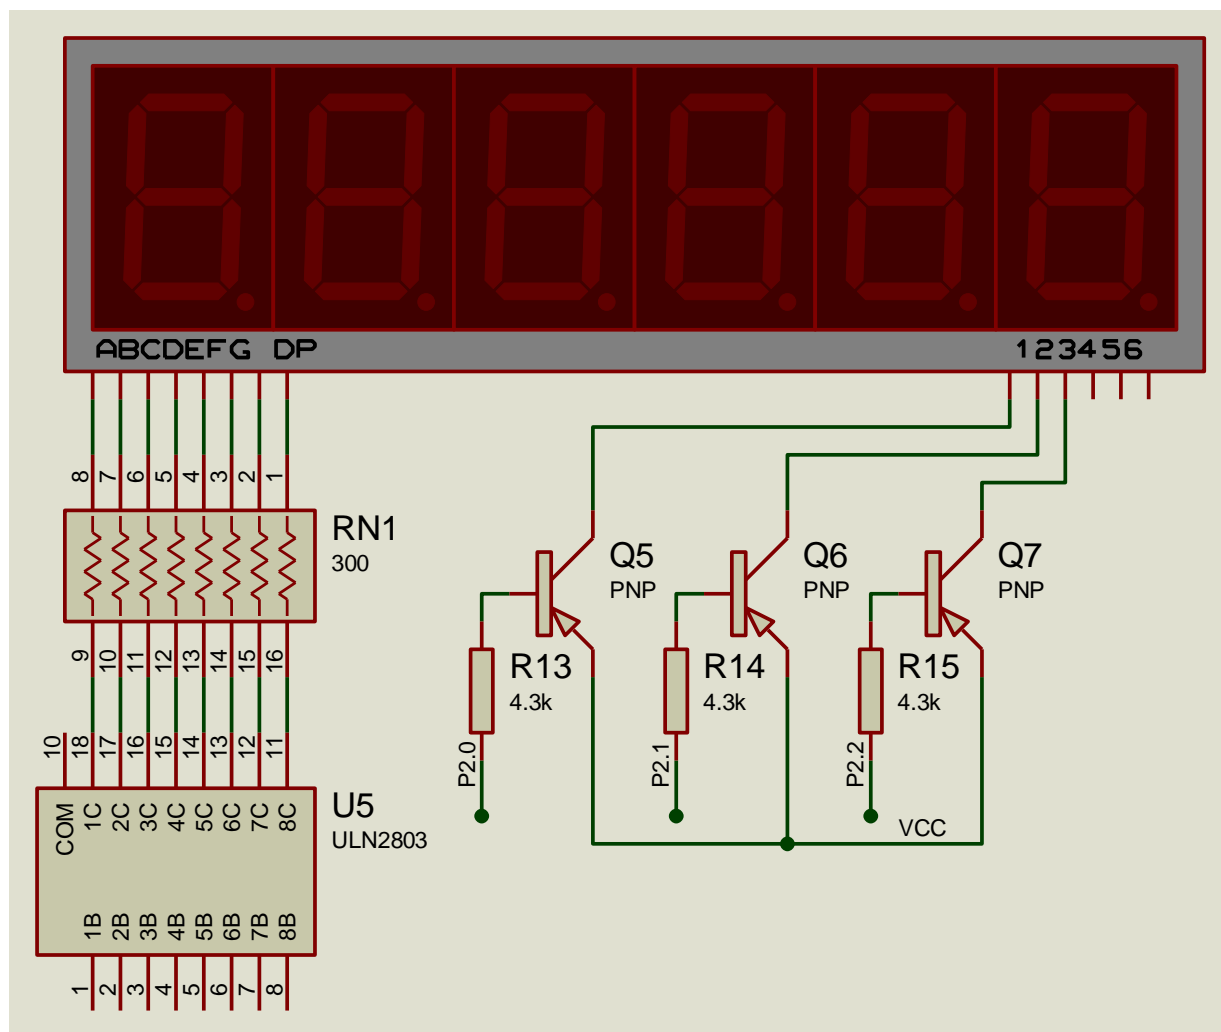 ABCDEFG DP
123456
8 7 6 5 4 3 2 1
RN1
300
9 10 11 12 13 14 15 16
Q5
PNP
Q6
PNP
Q7
PNP
R13
4.3k
R14
4.3k
R15
4.3k
P2.0
P2.1
P2.2
VCC
10 18 17 16 15 14 13 12 11
COM 1C 2C 3C 4C 5C 6C 7C 8C
U5
ULN2803
1B 2B 3B 4B 5B 6B 7B 8B
1 2 3 4 5 6 7 8